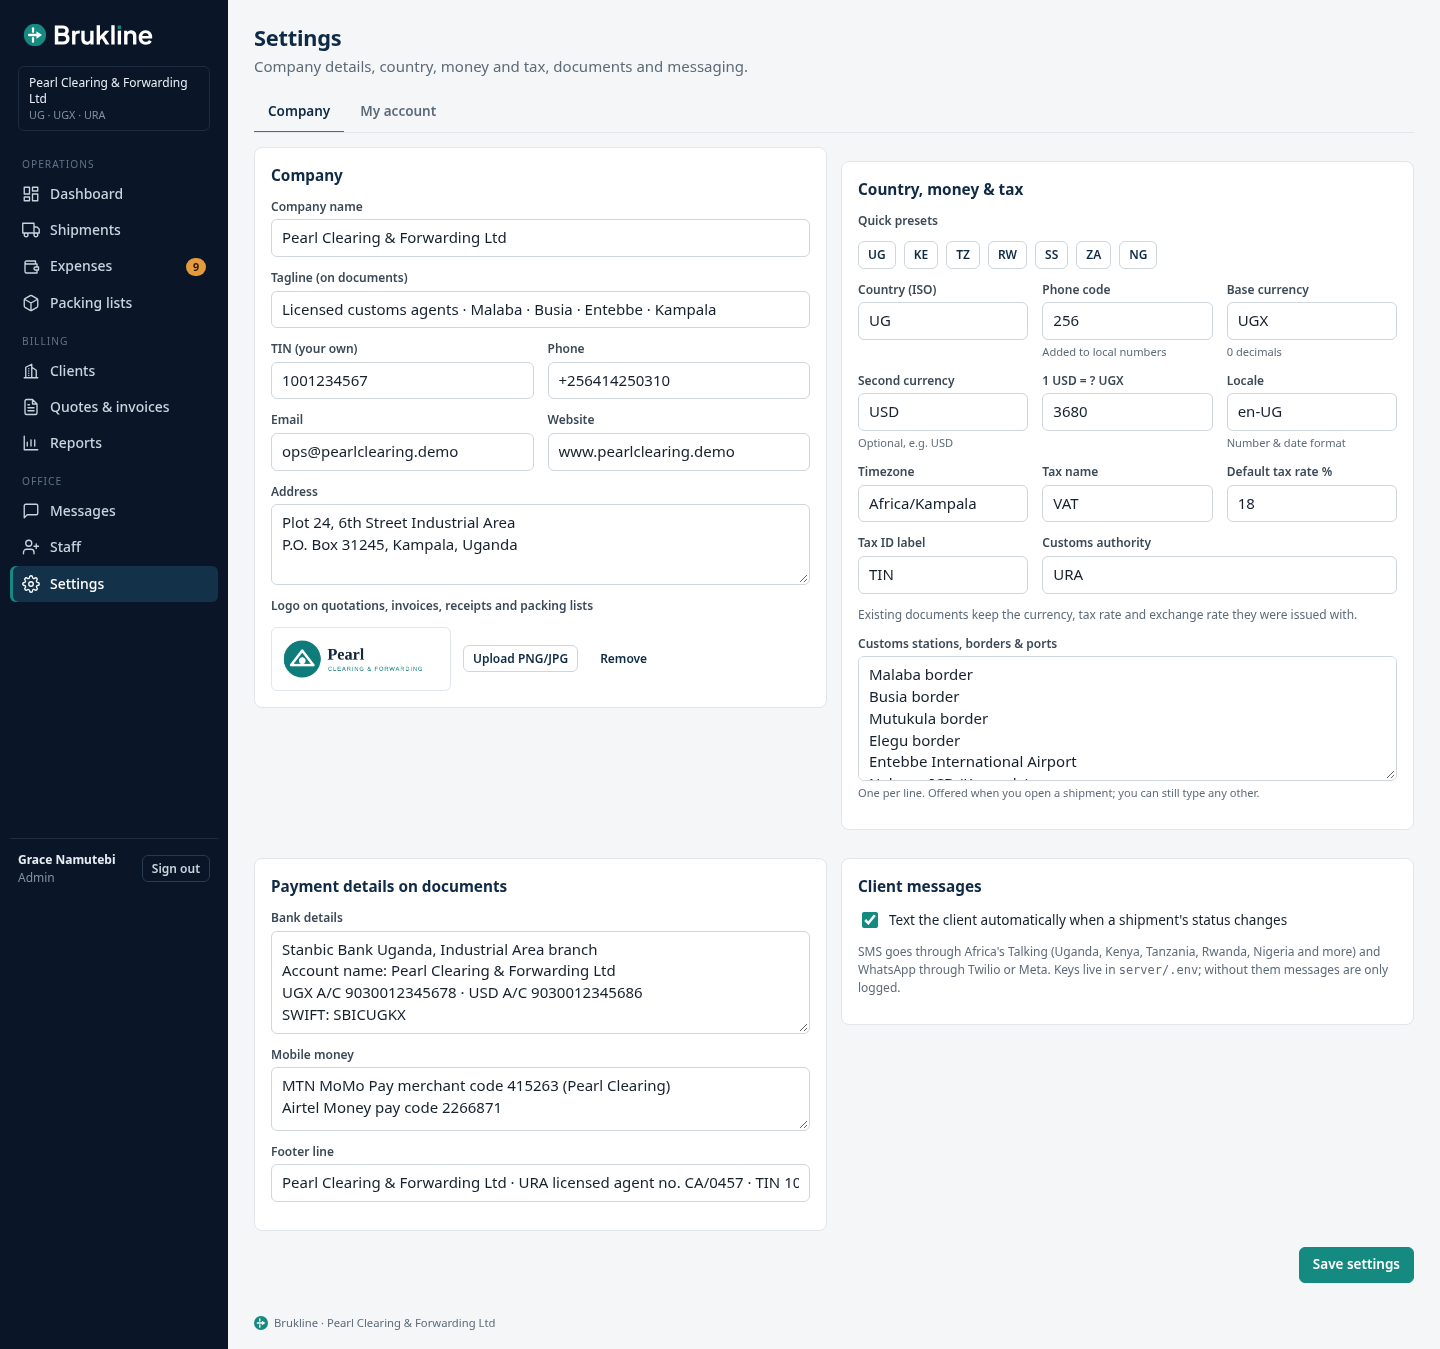 Brukline
Pearl Clearing & Forwarding
Ltd
UG · UGX · URA
OPERATIONS
Dashboard
Shipments
Expenses 9
Packing lists
BILLING
Clients
Quotes & invoices
Reports
OFFICE
Messages
Staff
Settings
Grace Namutebi
Admin
Sign out
Settings
Company details, country, money and tax, documents and messaging.
Company My account
Company
Company name
Pearl Clearing & Forwarding Ltd
Tagline (on documents)
Licensed customs agents · Malaba · Busia · Entebbe · Kampala
TIN (your own) Phone
1001234567 +256414250310
Email Website
ops@pearlclearing.demo www.pearlclearing.demo
Address
Plot 24, 6th Street Industrial Area
P.O. Box 31245, Kampala, Uganda
Logo on quotations, invoices, receipts and packing lists
Pearl
CLEARING & FORWARDING
Upload PNG/JPG Remove
Country, money & tax
Quick presets
UG KE TZ RW SS ZA NG
Country (ISO) Phone code Base currency
UG 256 UGX
Added to local numbers 0 decimals
Second currency 1 USD = ? UGX Locale
USD 3680 en-UG
Optional, e.g. USD Number & date format
Timezone Tax name Default tax rate %
Africa/Kampala VAT 18
Tax ID label Customs authority
TIN URA
Existing documents keep the currency, tax rate and exchange rate they were issued with.
Customs stations, borders & ports
Malaba border
Busia border
Mutukula border
Elegu border
Entebbe International Airport
One per line. Offered when you open a shipment; you can still type any other.
Payment details on documents
Bank details
Stanbic Bank Uganda, Industrial Area branch
Account name: Pearl Clearing & Forwarding Ltd
UGX A/C 9030012345678 · USD A/C 9030012345686
SWIFT: SBICUGKX
Mobile money
MTN MoMo Pay merchant code 415263 (Pearl Clearing)
Airtel Money pay code 2266871
Footer line
Pearl Clearing & Forwarding Ltd · URA licensed agent no. CA/0457 · TIN 10
Client messages
Text the client automatically when a shipment's status changes
SMS goes through Africa's Talking (Uganda, Kenya, Tanzania, Rwanda, Nigeria and more) and
WhatsApp through Twilio or Meta. Keys live in server/.env; without them messages are only
logged.
Save settings
Brukline · Pearl Clearing & Forwarding Ltd